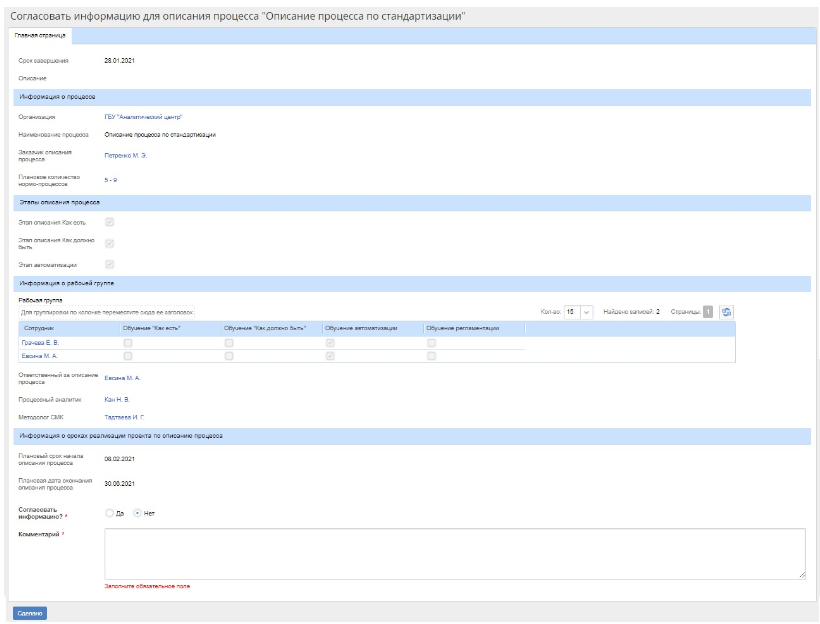 Согласовать информацию для описания процесса "Описание процесса по стандартизации"
Главная страница
Срок завершения 28.01.2021
Описание
Информация о процессе
Организация ГБУ "Аналитический центр"
Наименование процесса Описание процесса по стандартизации
Заказчик описания
процесса
Петренко М. Э.
Плановое количество
нормо-процессов
5 - 9
Этапы описания процесса
Этап описания Как есть
Этап описания Как должно
быть
Этап автоматизации
Информация о рабочей группе
Рабочая группа
Для группировки по колонке переместите сюда ее заголовок. Кол-во: 15 Найдено записей: 2 Страницы: 1
Сотрудник Обучение "Как есть" Обучение "Как должно быть" Обучение автоматизации Обучение регламентации
Грачева Е. В.
Евсина М. А.
Ответственный за описание
процесса
Евсина М. А.
Процессный аналитик Кан Н. В.
Методолог СМК Тадтаева И. Г.
Информация о сроках реализации проекта по описанию процесса
Плановый срок начала
описания процесса
08.02.2021
Плановая дата окончания
описания процесса
30.08.2021
Согласовать
информацию? *
Да Нет
Комментарий *
Заполните обязательное поле
Сделано